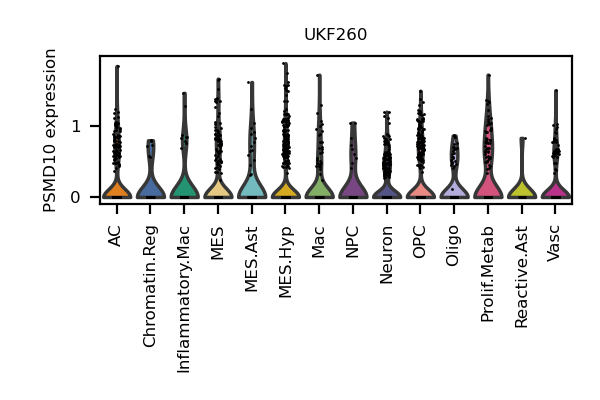 UKF260
PSMD10 expression
1
0
AC
Chromatin.Reg
Inflammatory.Mac
MES
MES.Ast
MES.Hyp
Mac
NPC
Neuron
OPC
Oligo
Prolif.Metab
Reactive.Ast
Vasc